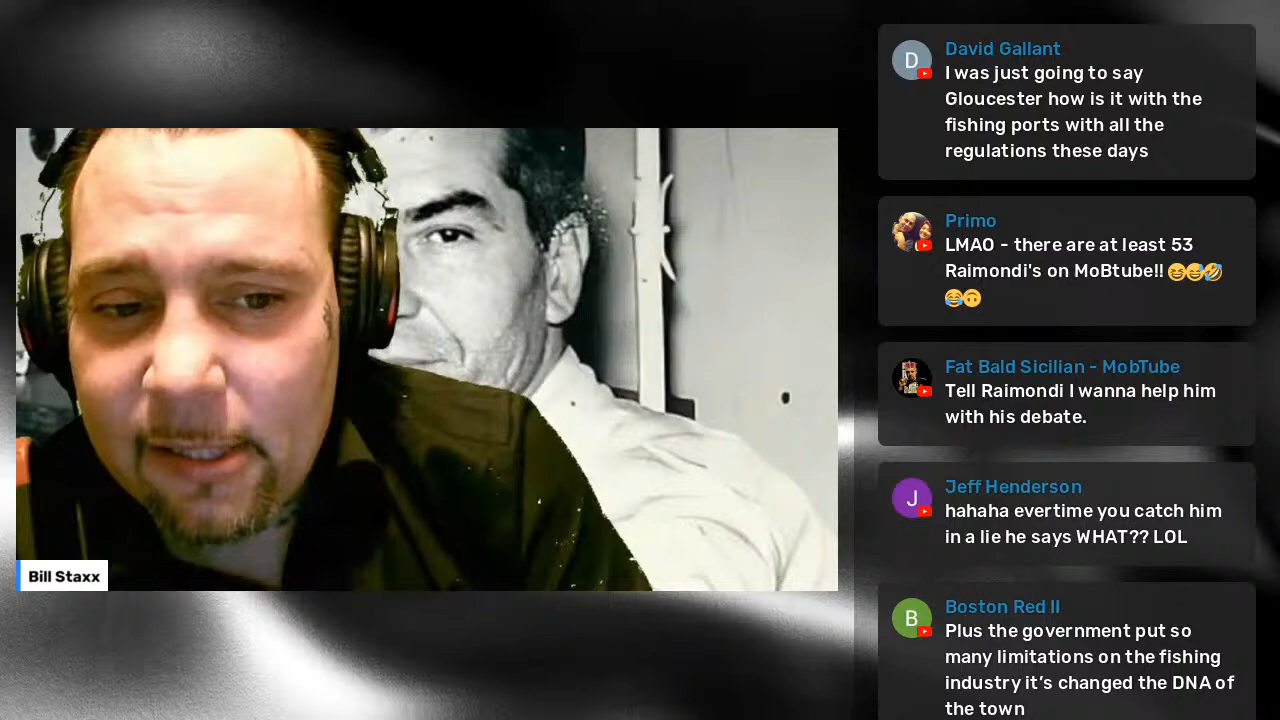 Bill Staxx
David Gallant
I was just going to say
Gloucester how is it with the
fishing ports with all the
regulations these days
Primo
LMAO - there are at least 53
Raimondi's on MoBtube!! 😆😅🤣
😂🙃
Fat Bald Sicilian - MobTube
Tell Raimondi I wanna help him
with his debate.
J
Jeff Henderson
hahaha evertime you catch him
in a lie he says WHAT?? LOL
B
Boston Red II
Plus the government put so
many limitations on the fishing
industry it’s changed the DNA of
the town
D